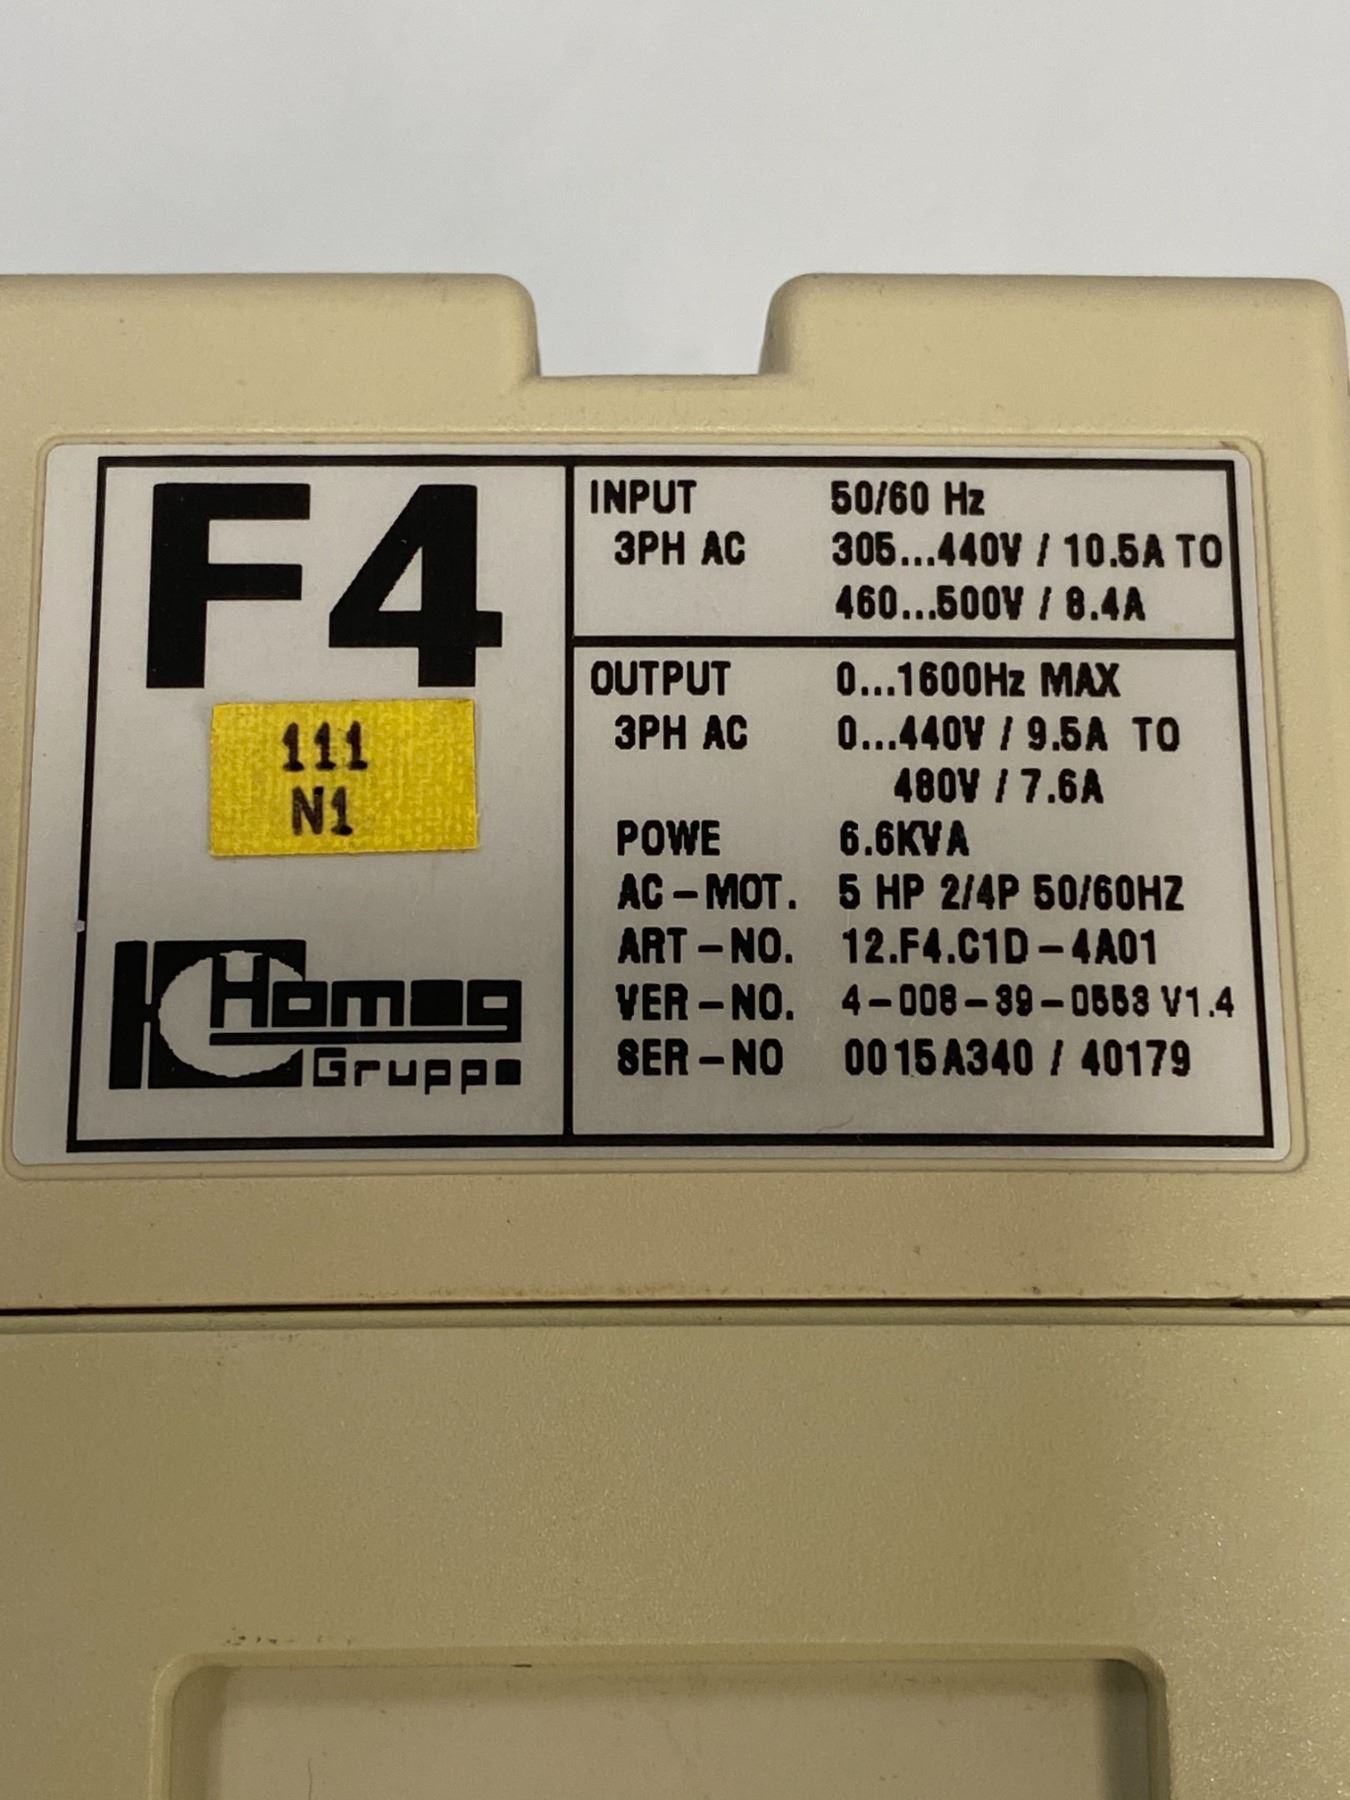 F4
111
N1
Homag
Gruppe
INPUT 50/60 Hz
3PH AC 305...440V / 10.5A TO
460...500V / 8.4A
OUTPUT 0...1600Hz MAX
3PH AC 0...440V / 9.5A TO
480V / 7.6A
POWE 6.6KVA
AC-MOT. 5 HP 2/4P 50/60HZ
ART-NO. 12.F4.C1D-4A01
VER-NO. 4-008-39-0553 V1.4
SER-NO 0015A340 / 40179